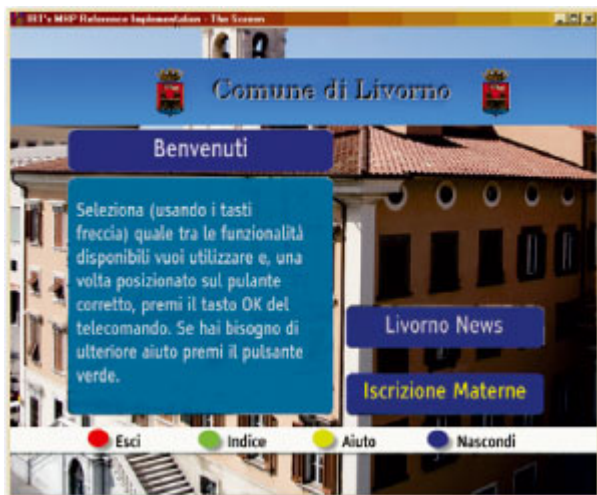 IRT's MHP Reference Implementation - The Screen
Comune di Livorno
Benvenuti
Seleziona (usando i tasti
freccia) quale tra le funzionalità
disponibili vuoi utilizzare e, una
volta posizionato sul pulante
corretto, premi il tasto OK del
telecomando. Se hai bisogno di
ulteriore aiuto premi il pulsante
verde.
Livorno News
Iscrizione Materne
Esci Indice Aiuto Nascondi